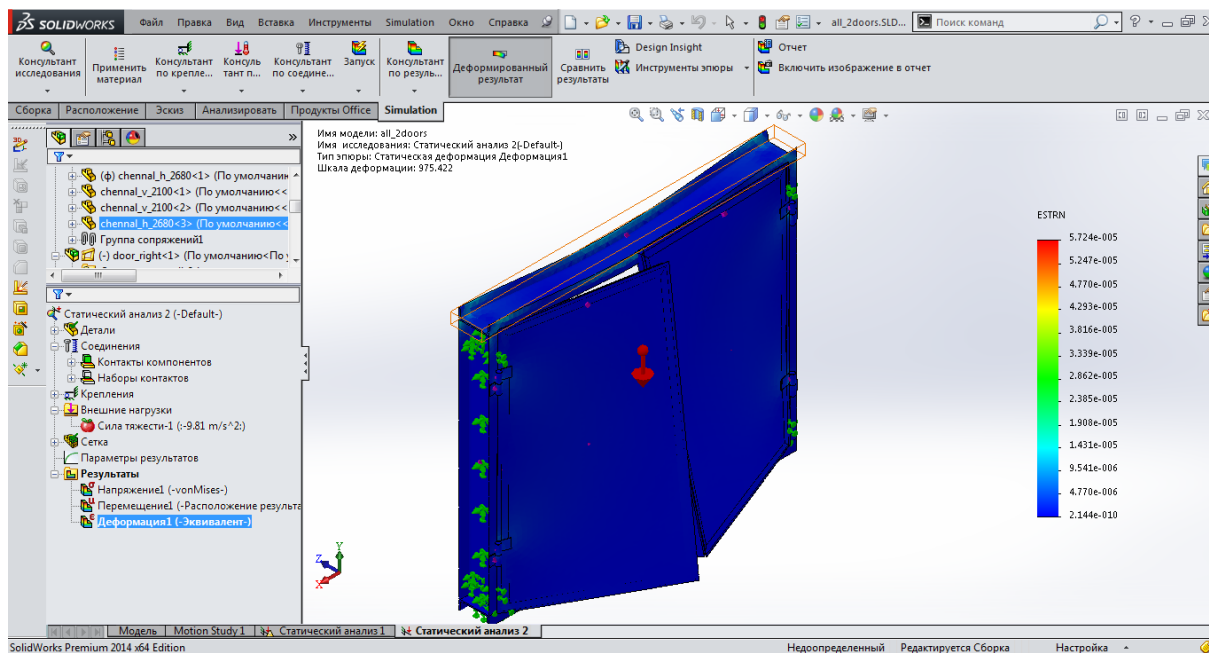 SOLIDWORKS Файл Правка Вид Вставка Инструменты Simulation Окно Справка all_2doors.SLD... Поиск команд
Консультант исследования
Применить материал
Консультант по крепле...
Консуль тант п...
Консультант по соедине...
Запуск
Консультант по резуль...
Деформированный результат
Сравнить результаты
Design Insight
Инструменты эпюры
Отчет
Включить изображение в отчет
Сборка Расположение Эскиз Анализировать Продукты Office Simulation
(ф) chennal_h_2680<1> (По умолчани
chennal_v_2100<1> (По умолчанию<<
chennal_v_2100<2> (По умолчанию<<
chennal_h_2680<3> (По умолчанию<<
Группа сопряжений1
(-) door_right<1> (По умолчанию<По
Статический анализ 2 (-Default-)
Детали
Соединения
Контакты компонентов
Наборы контактов
Крепления
Внешние нагрузки
Сила тяжести-1 (:-9.81 m/s^2:)
Сетка
Параметры результатов
Результаты
Напряжение1 (-vonMises-)
Перемещение1 (-Расположение результа
Деформация1 (-Эквивалент-)
Имя модели: all_2doors
Имя исследования: Статический анализ 2(-Default-)
Тип эпюры: Статическая деформация Деформация1
Шкала деформации: 975.422
ESTRN
5.724e-005
5.247e-005
4.770e-005
4.293e-005
3.816e-005
3.339e-005
2.862e-005
2.385e-005
1.908e-005
1.431e-005
9.541e-006
4.770e-006
2.144e-010
Y
Z
X
Модель Motion Study 1 Статический анализ 1 Статический анализ 2
SolidWorks Premium 2014 x64 Edition Недоопределенный Редактируется Сборка Настройка